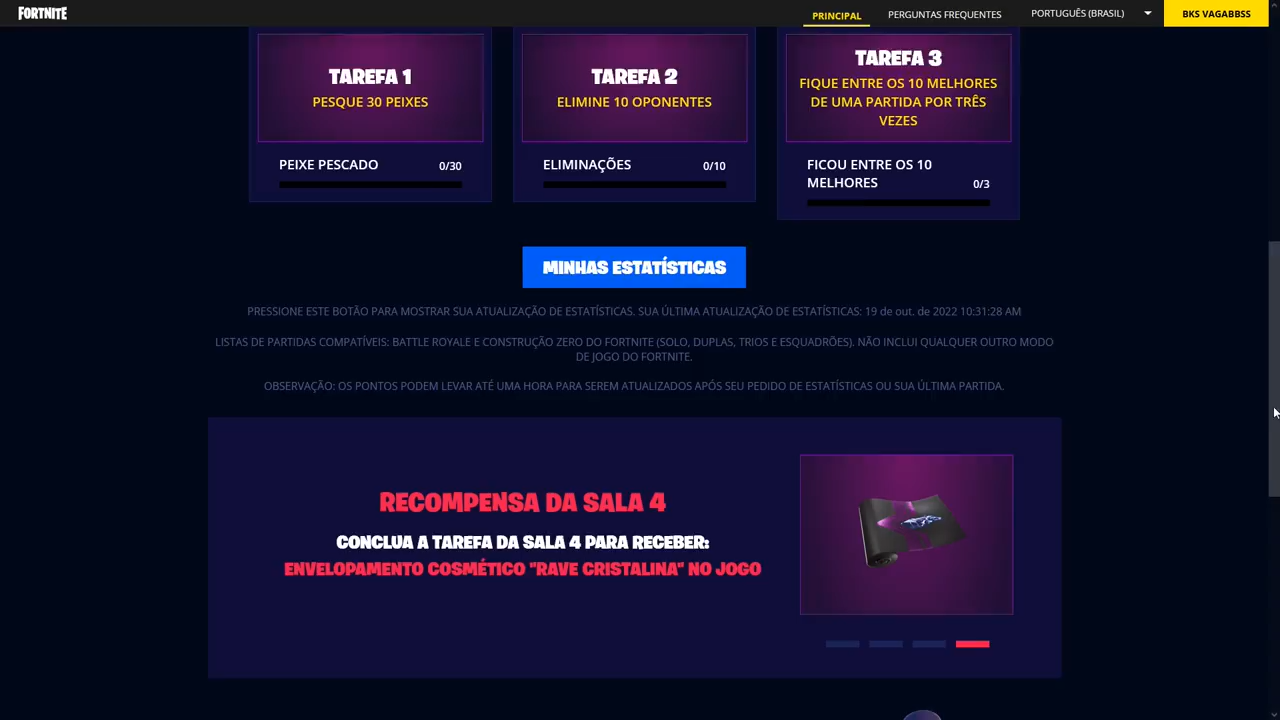 FORTNITE
PRINCIPAL
PERGUNTAS FREQUENTES
PORTUGUÊS (BRASIL)
BKS VAGABBSS
TAREFA 1
PESQUE 30 PEIXES
PEIXE PESCADO 0/30
TAREFA 2
ELIMINE 10 OPONENTES
ELIMINAÇÕES 0/10
TAREFA 3
FIQUE ENTRE OS 10 MELHORES
DE UMA PARTIDA POR TRÊS
VEZES
FICOU ENTRE OS 10
MELHORES 0/3
MINHAS ESTATÍSTICAS
PRESSIONE ESTE BOTÃO PARA MOSTRAR SUA ATUALIZAÇÃO DE ESTATÍSTICAS. SUA ÚLTIMA ATUALIZAÇÃO DE ESTATÍSTICAS: 19 de out. de 2022 10:31:28 AM
LISTAS DE PARTIDAS COMPATÍVEIS: BATTLE ROYALE E CONSTRUÇÃO ZERO DO FORTNITE (SOLO, DUPLAS, TRIOS E ESQUADRÕES). NÃO INCLUI QUALQUER OUTRO MODO
DE JOGO DO FORTNITE.
OBSERVAÇÃO: OS PONTOS PODEM LEVAR ATÉ UMA HORA PARA SEREM ATUALIZADOS APÓS SEU PEDIDO DE ESTATÍSTICAS OU SUA ÚLTIMA PARTIDA.
RECOMPENSA DA SALA 4
CONCLUA A TAREFA DA SALA 4 PARA RECEBER:
ENVELOPAMENTO COSMÉTICO "RAVE CRISTALINA" NO JOGO